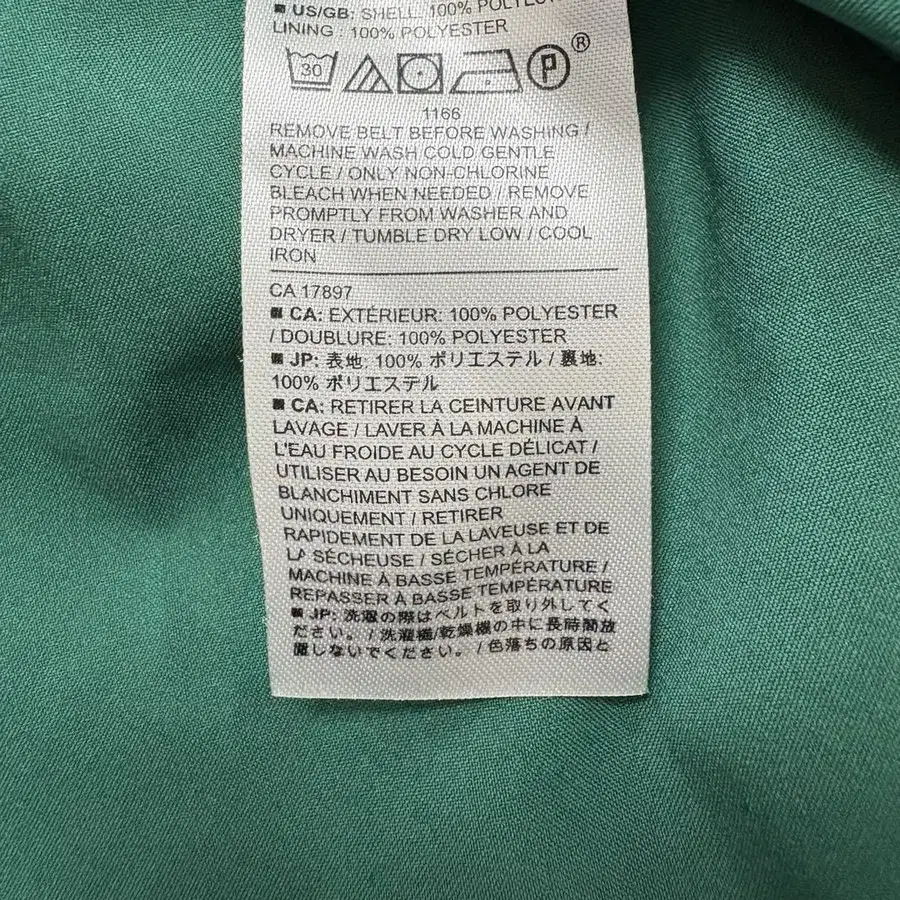 ■ US/GB: SHELL: 100% POLYESTER
LINING : 100% POLYESTER
30 P ®
1166
REMOVE BELT BEFORE WASHING /
MACHINE WASH COLD GENTLE
CYCLE / ONLY NON-CHLORINE
BLEACH WHEN NEEDED / REMOVE
PROMPTLY FROM WASHER AND
DRYER / TUMBLE DRY LOW / COOL
IRON
CA 17897
■ CA: EXTÉRIEUR: 100% POLYESTER
/ DOUBLURE: 100% POLYESTER
■ JP: 表地: 100% ポリエステル / 裏地:
100% ポリエステル
■ CA: RETIRER LA CEINTURE AVANT
LAVAGE / LAVER À LA MACHINE À
L'EAU FROIDE AU CYCLE DÉLICAT /
UTILISER AU BESOIN UN AGENT DE
BLANCHIMENT SANS CHLORE
UNIQUEMENT / RETIRER
RAPIDEMENT DE LA LAVEUSE ET DE
LA SÉCHEUSE / SÉCHER À LA
MACHINE À BASSE TEMPÉRATURE /
REPASSER À BASSE TEMPÉRATURE
■ JP: 洗濯の際はベルトを取り外してく
ださい。 / 洗濯機/乾燥機の中に長時間放
置しないでください。 / 色落ちの原因と